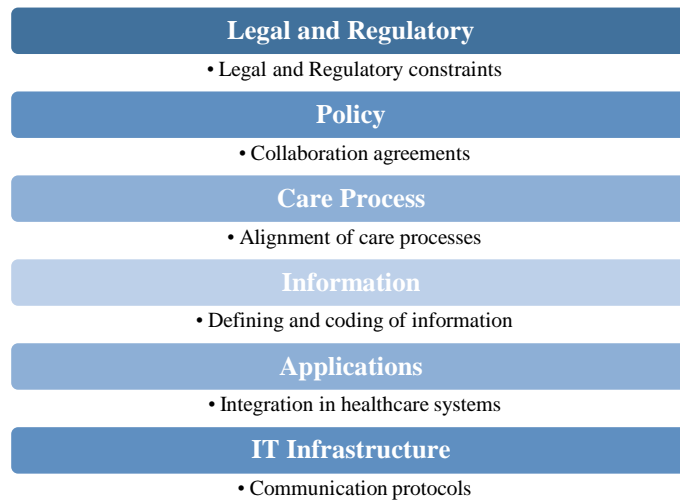 Legal and Regulatory
• Legal and Regulatory constraints
Policy
• Collaboration agreements
Care Process
• Alignment of care processes
Information
• Defining and coding of information
Applications
• Integration in healthcare systems
IT Infrastructure
• Communication protocols